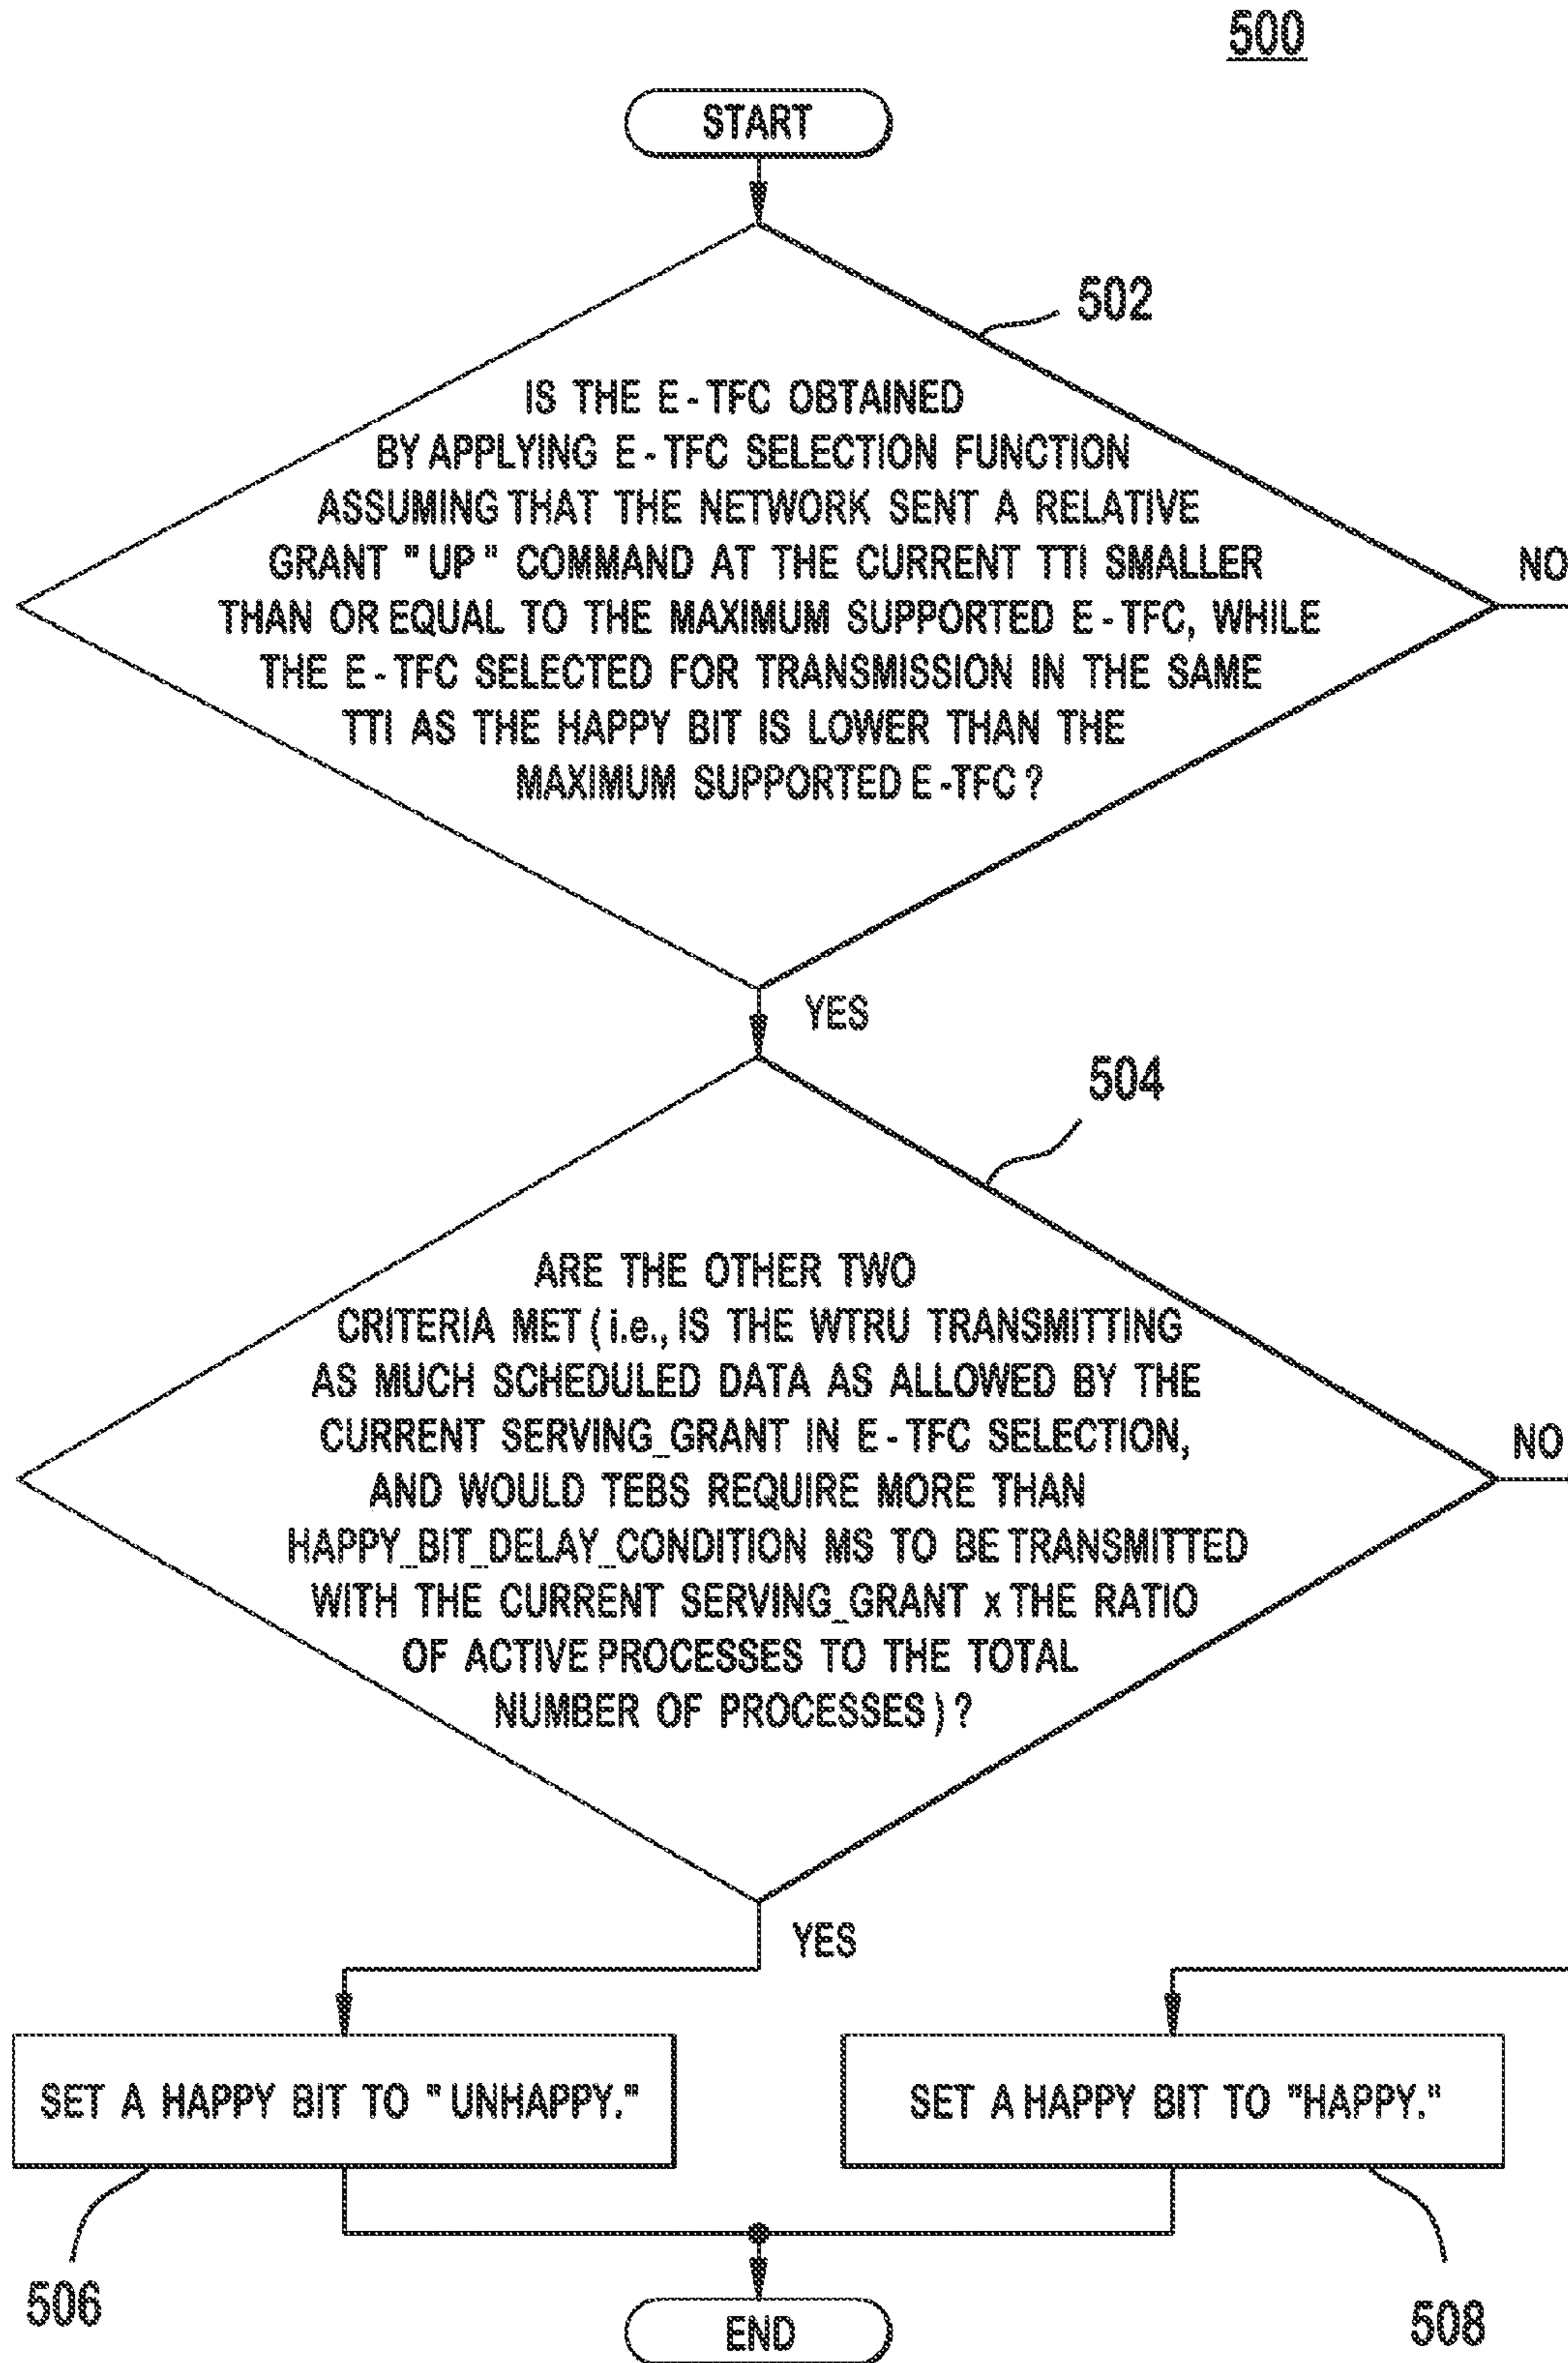 500
START
502
IS THE E-TFC OBTAINED
BY APPLYING E-TFC SELECTION FUNCTION
ASSUMING THAT THE NETWORK SENT A RELATIVE
GRANT "UP" COMMAND AT THE CURRENT TTI SMALLER
THAN OR EQUAL TO THE MAXIMUM SUPPORTED E-TFC, WHILE
THE E-TFC SELECTED FOR TRANSMISSION IN THE SAME
TTI AS THE HAPPY BIT IS LOWER THAN THE
MAXIMUM SUPPORTED E-TFC?
NO
YES
504
ARE THE OTHER TWO
CRITERIA MET (i.e., IS THE WTRU TRANSMITTING
AS MUCH SCHEDULED DATA AS ALLOWED BY THE
CURRENT SERVING_GRANT IN E-TFC SELECTION,
AND WOULD TEBS REQUIRE MORE THAN
HAPPY_BIT_DELAY_CONDITION MS TO BE TRANSMITTED
WITH THE CURRENT SERVING_GRANT x THE RATIO
OF ACTIVE PROCESSES TO THE TOTAL
NUMBER OF PROCESSES)?
NO
YES
SET A HAPPY BIT TO "UNHAPPY."
SET A HAPPY BIT TO "HAPPY."
506
508
END